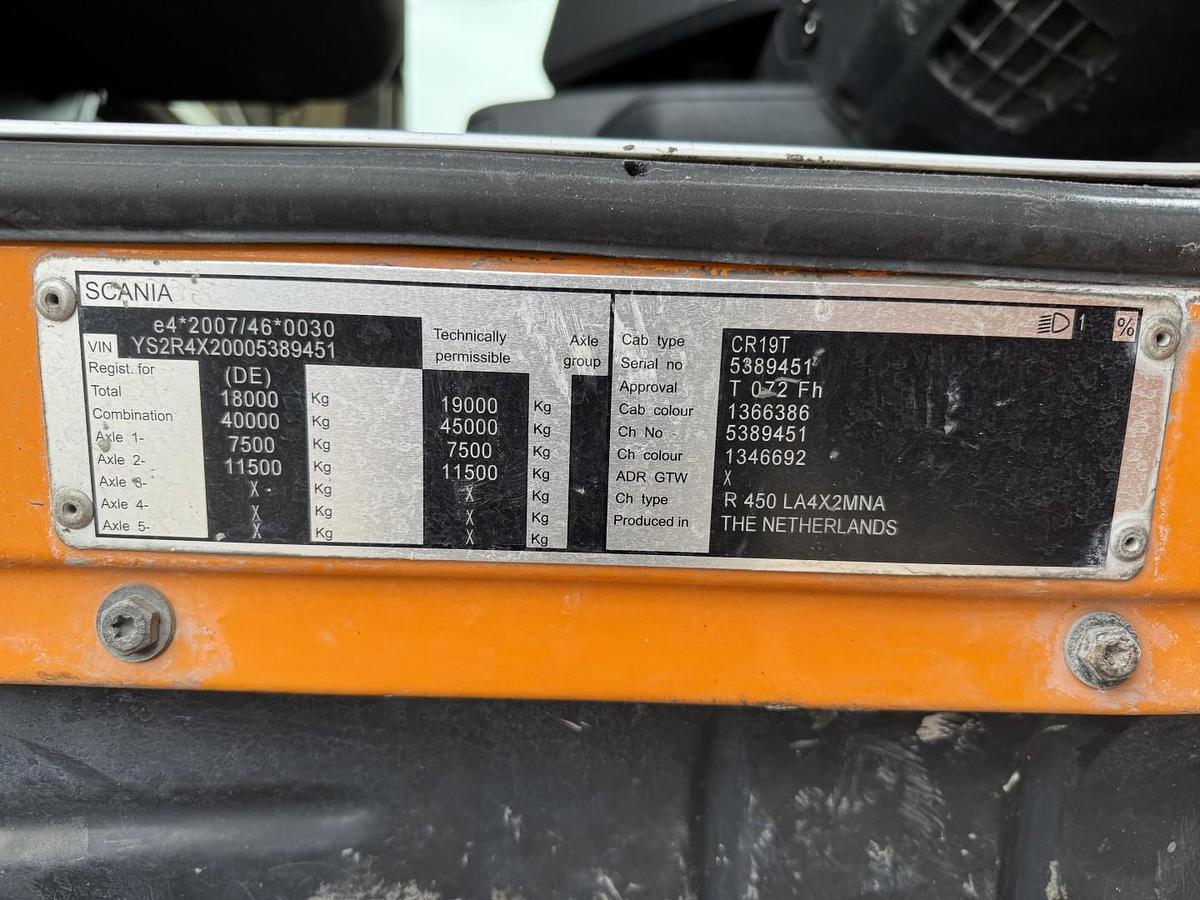 SCANIA
e4*2007/46*0030
VIN YS2R4X20005389451
Technically permissible
Axle group
Regist. for (DE)
Total 18000 Kg 19000 Kg
Combination 40000 Kg 45000 Kg
Axle 1- 7500 Kg 7500 Kg
Axle 2- 11500 Kg 11500 Kg
Axle 3- X Kg X Kg
Axle 4- X Kg X Kg
Axle 5- X Kg X Kg
1 %
Cab type CR19T
Serial no 5389451
Approval T 072 Fh
Cab colour 1366386
Ch No 5389451
Ch colour 1346692
ADR GTW X
Ch type R 450 LA4X2MNA
Produced in THE NETHERLANDS